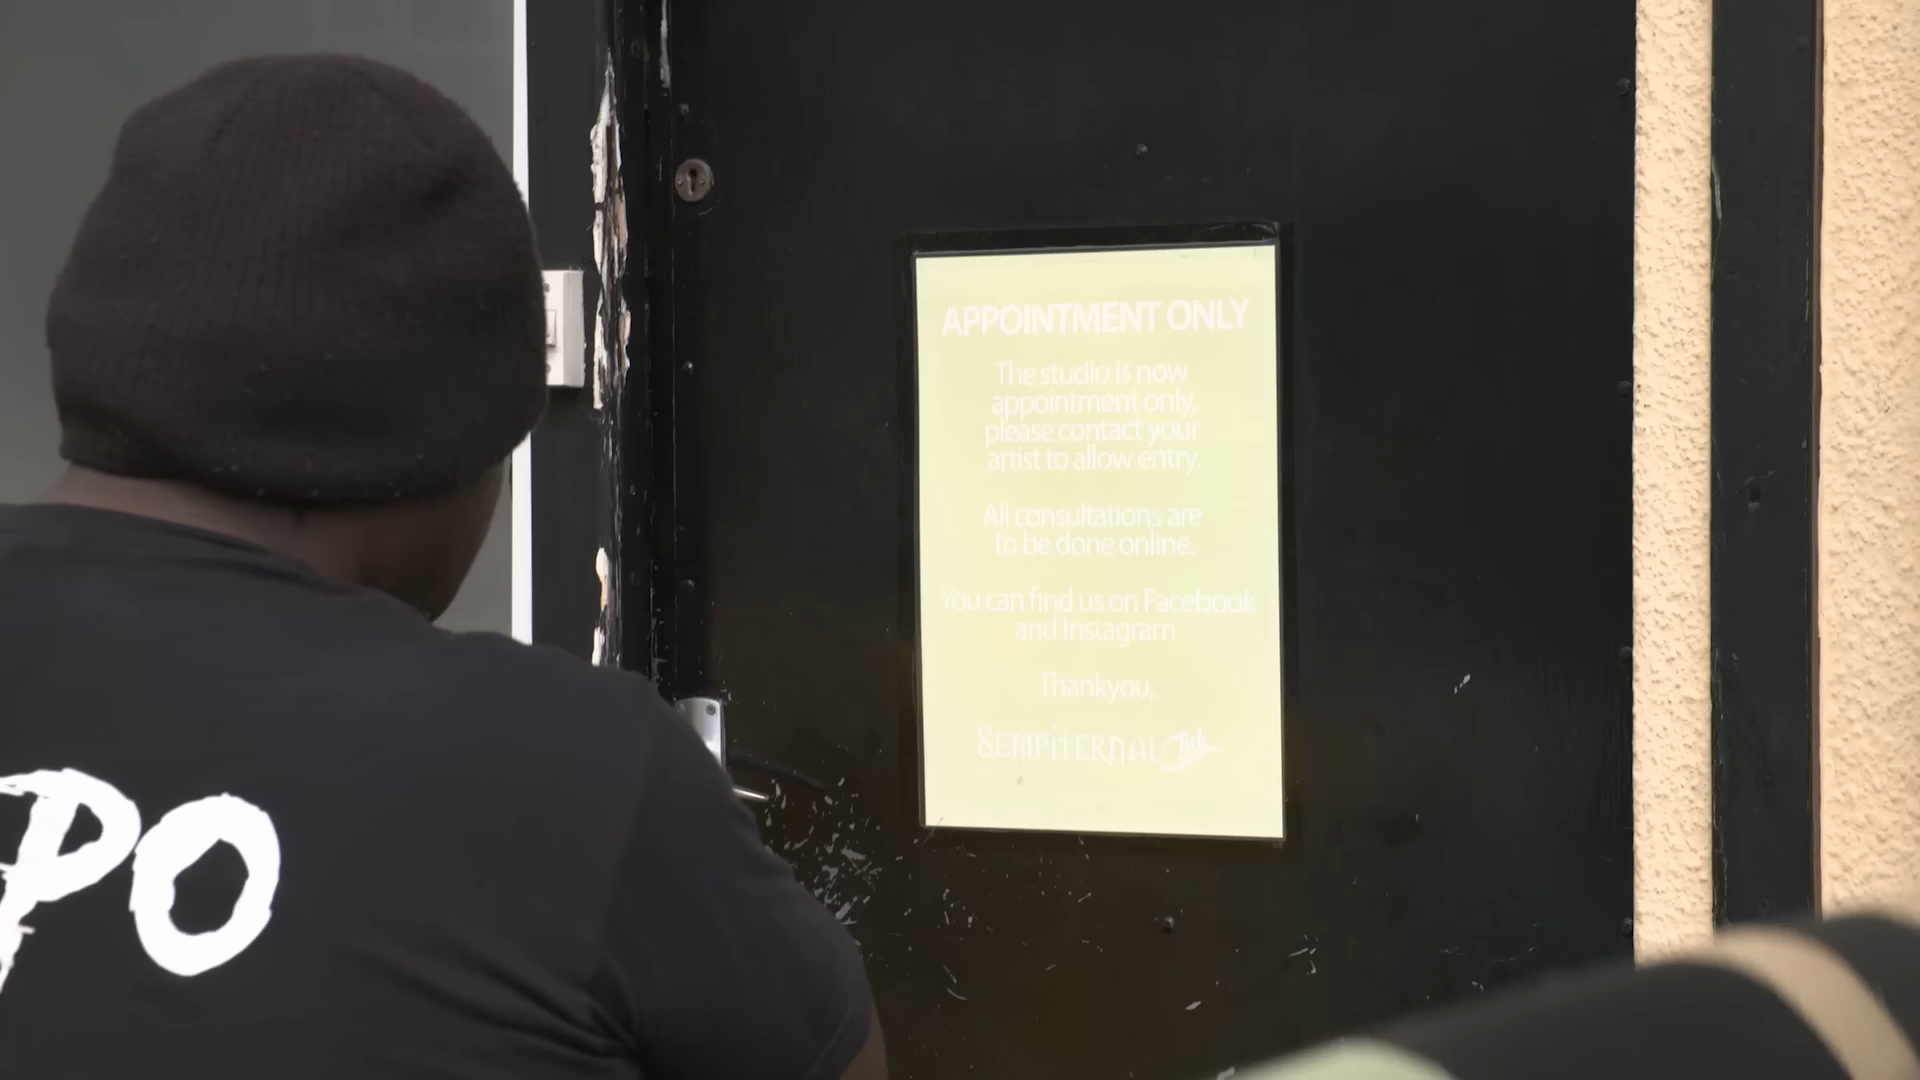 APPOINTMENT ONLY
The studio is now
appointment only,
please contact your
artist to allow entry.
All consultations are
to be done online.
You can find us on Facebook
and Instagram
Thankyou,
SEMPITERNAL
PO